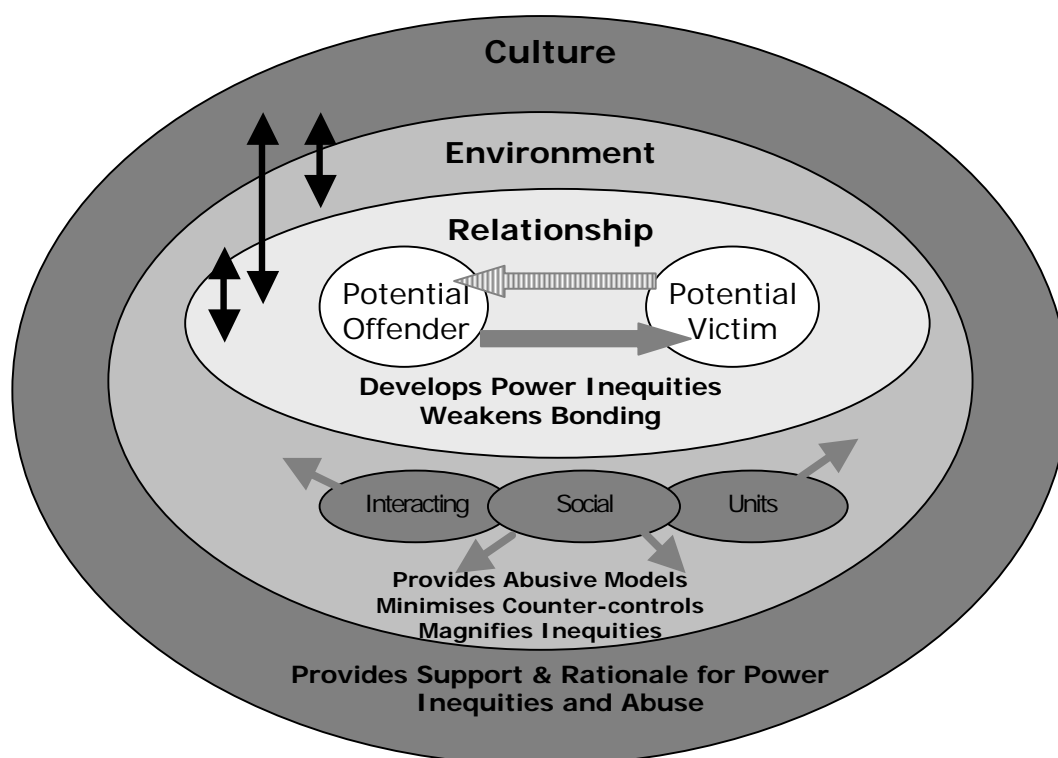 Culture
Environment
Relationship
Potential
Offender
Potential
Victim
Develops Power Inequities
Weakens Bonding
Interacting
Social
Units
Provides Abusive Models
Minimises Counter-controls
Magnifies Inequities
Provides Support & Rationale for Power
Inequities and Abuse